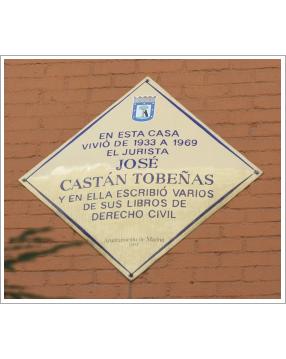 EN ESTA CASA
VIVIÓ DE 1933 A 1969
EL JURISTA
JOSÉ
CASTÁN TOBEÑAS
Y EN ELLA ESCRIBIÓ VARIOS
DE SUS LIBROS DE
DERECHO CIVIL
Ayuntamiento de Madrid